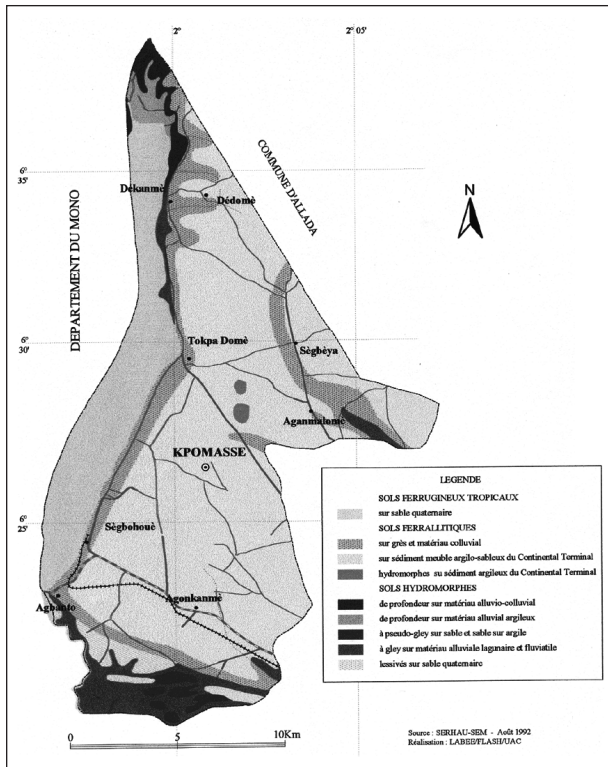 2°
2° 05'
COMMUNE D'ALLADA
N
6°
35'
Dékanmè
Dédomè
DEPARTEMENT DU MONO
6°
30'
Tokpa Domè
Sègbèya
Aganmalomè
KPOMASSE
6°
25'
Sègbohouè
Agbanto
Agonkanmè
LEGENDE
SOLS FERRUGINEUX TROPICAUX
sur sable quaternaire
SOLS FERRALLITIQUES
sur grès et matériau colluvial
sur sédiment meuble argilo-sableux du Continental Terminal
hydromorphes su sédiment argileux du Continental Terminal
SOLS HYDROMORPHES
de profondeur sur matériau alluvio-colluvial
de profondeur sur matériau alluvial argileux
à pseudo-gley sur sable et sable sur argile
à gley sur matériau alluviale lagunaire et fluviatile
lessivés sur sable quaternaire
0 5 10Km
Source : SERHAU-SEM - Août 1992
Réalisation : LABEE/FLASH/UAC